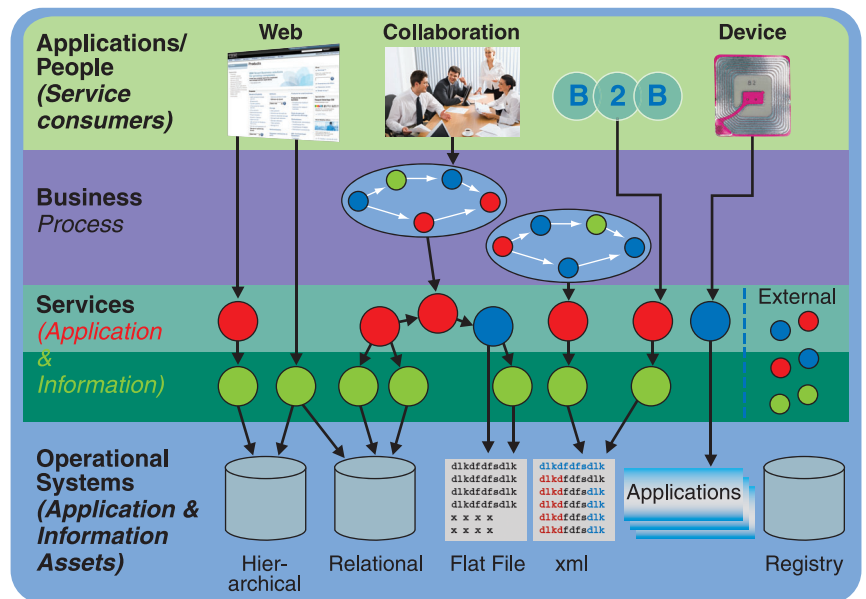 Applications/
People
(Service
consumers)
Web
Collaboration
Device
Products
B 2 B
Business
Process
Services
(Application
&
Information)
External
Operational
Systems
(Application &
Information
Assets)
dlkdfdfsdlk
dlkdfdfsdlk
dlkdfdfsdlk
dlkdfdfsdlk
x x x x
x x x x
dlkdfdfsdlk
dlkdfdfsdlk
dlkdfdfsdlk
dlkdfdfsdlk
dlkdfdfsdlk
dlkdfdfsdlk
Applications
Hier-
archical
Relational
Flat File
xml
Registry